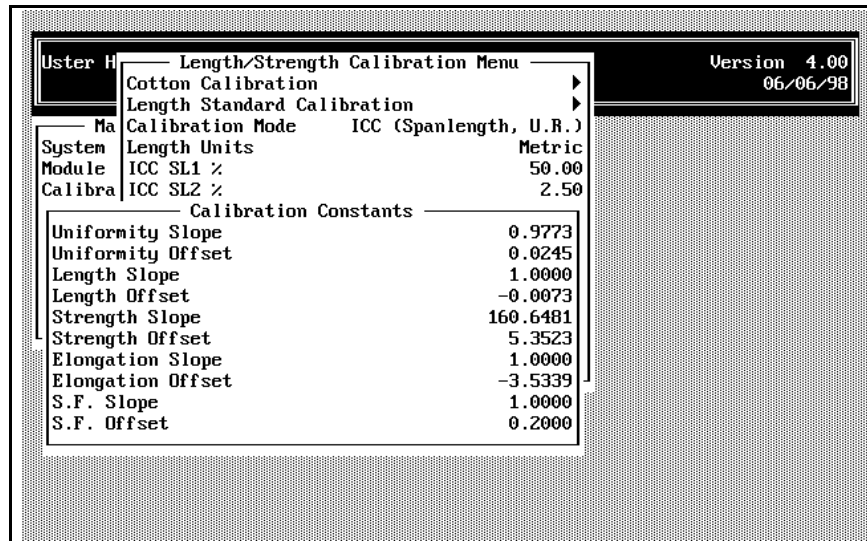 Uster H
Version 4.00
06/06/98
Length/Strength Calibration Menu
Cotton Calibration
Length Standard Calibration
Calibration Mode ICC (Spanlength, U.R.)
Length Units Metric
ICC SL1 % 50.00
ICC SL2 % 2.50
Ma
System
Module
Calibra
Calibration Constants
Uniformity Slope 0.9773
Uniformity Offset 0.0245
Length Slope 1.0000
Length Offset -0.0073
Strength Slope 160.6481
Strength Offset 5.3523
Elongation Slope 1.0000
Elongation Offset -3.5339
S.F. Slope 1.0000
S.F. Offset 0.2000